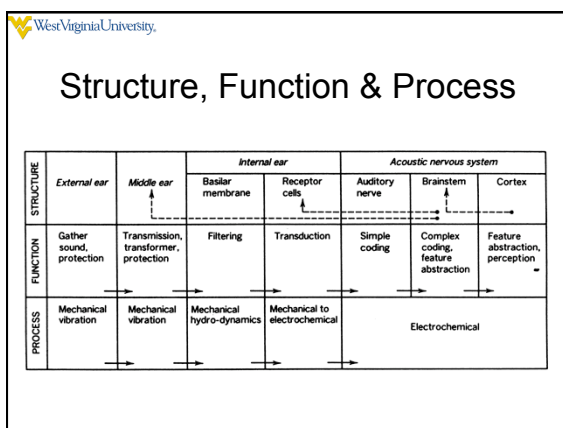 WestVirginiaUniversity,
Structure, Function & Process
STRUCTURE
External ear
Middle ear
Internal ear
Basilar
membrane
Receptor
cells
Acoustic nervous system
Auditory
nerve
Brainstem
Cortex
FUNCTION
Gather
sound,
protection
Transmission,
transformer,
protection
Filtering
Transduction
Simple
coding
Complex
coding,
feature
abstraction
Feature
abstraction,
perception
PROCESS
Mechanical
vibration
Mechanical
vibration
Mechanical
hydro-dynamics
Mechanical to
electrochemical
Electrochemical